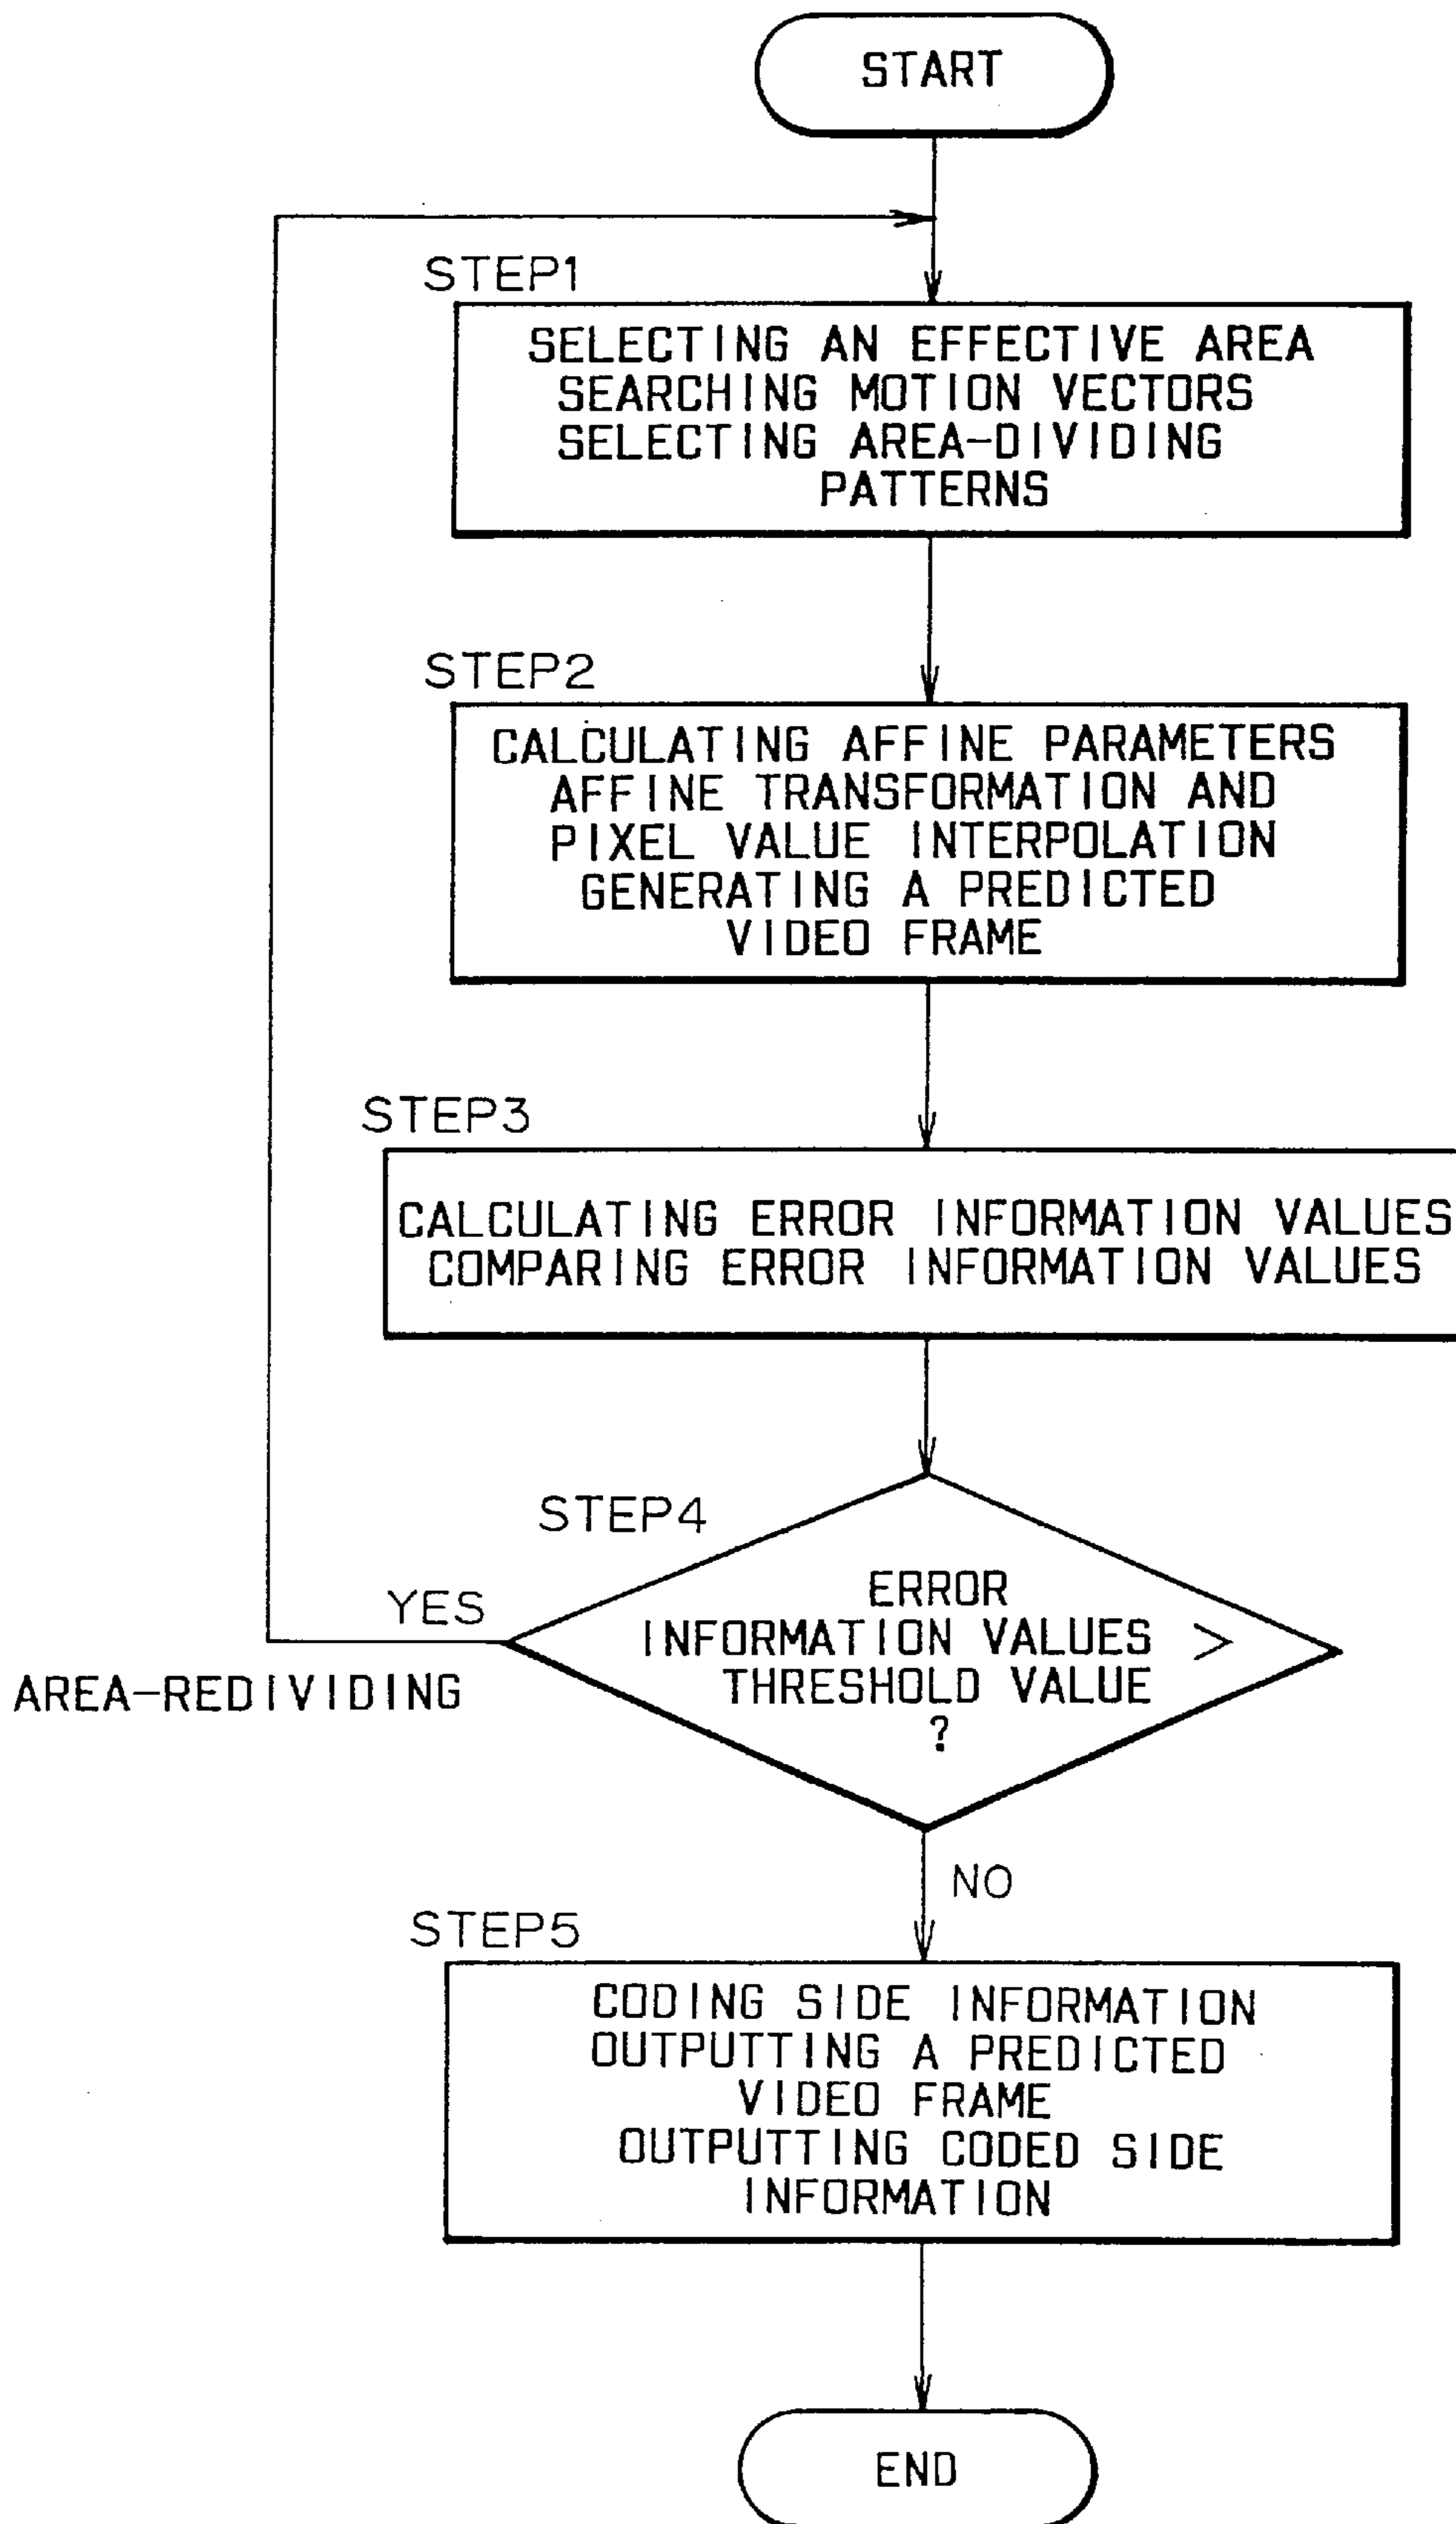 START
STEP1
SELECTING AN EFFECTIVE AREA
SEARCHING MOTION VECTORS
SELECTING AREA-DIVIDING
PATTERNS
STEP2
CALCULATING AFFINE PARAMETERS
AFFINE TRANSFORMATION AND
PIXEL VALUE INTERPOLATION
GENERATING A PREDICTED
VIDEO FRAME
STEP3
CALCULATING ERROR INFORMATION VALUES
COMPARING ERROR INFORMATION VALUES
STEP4
ERROR
INFORMATION VALUES >
THRESHOLD VALUE
?
YES
AREA-REDIVIDING
NO
STEP5
CODING SIDE INFORMATION
OUTPUTTING A PREDICTED
VIDEO FRAME
OUTPUTTING CODED SIDE
INFORMATION
END